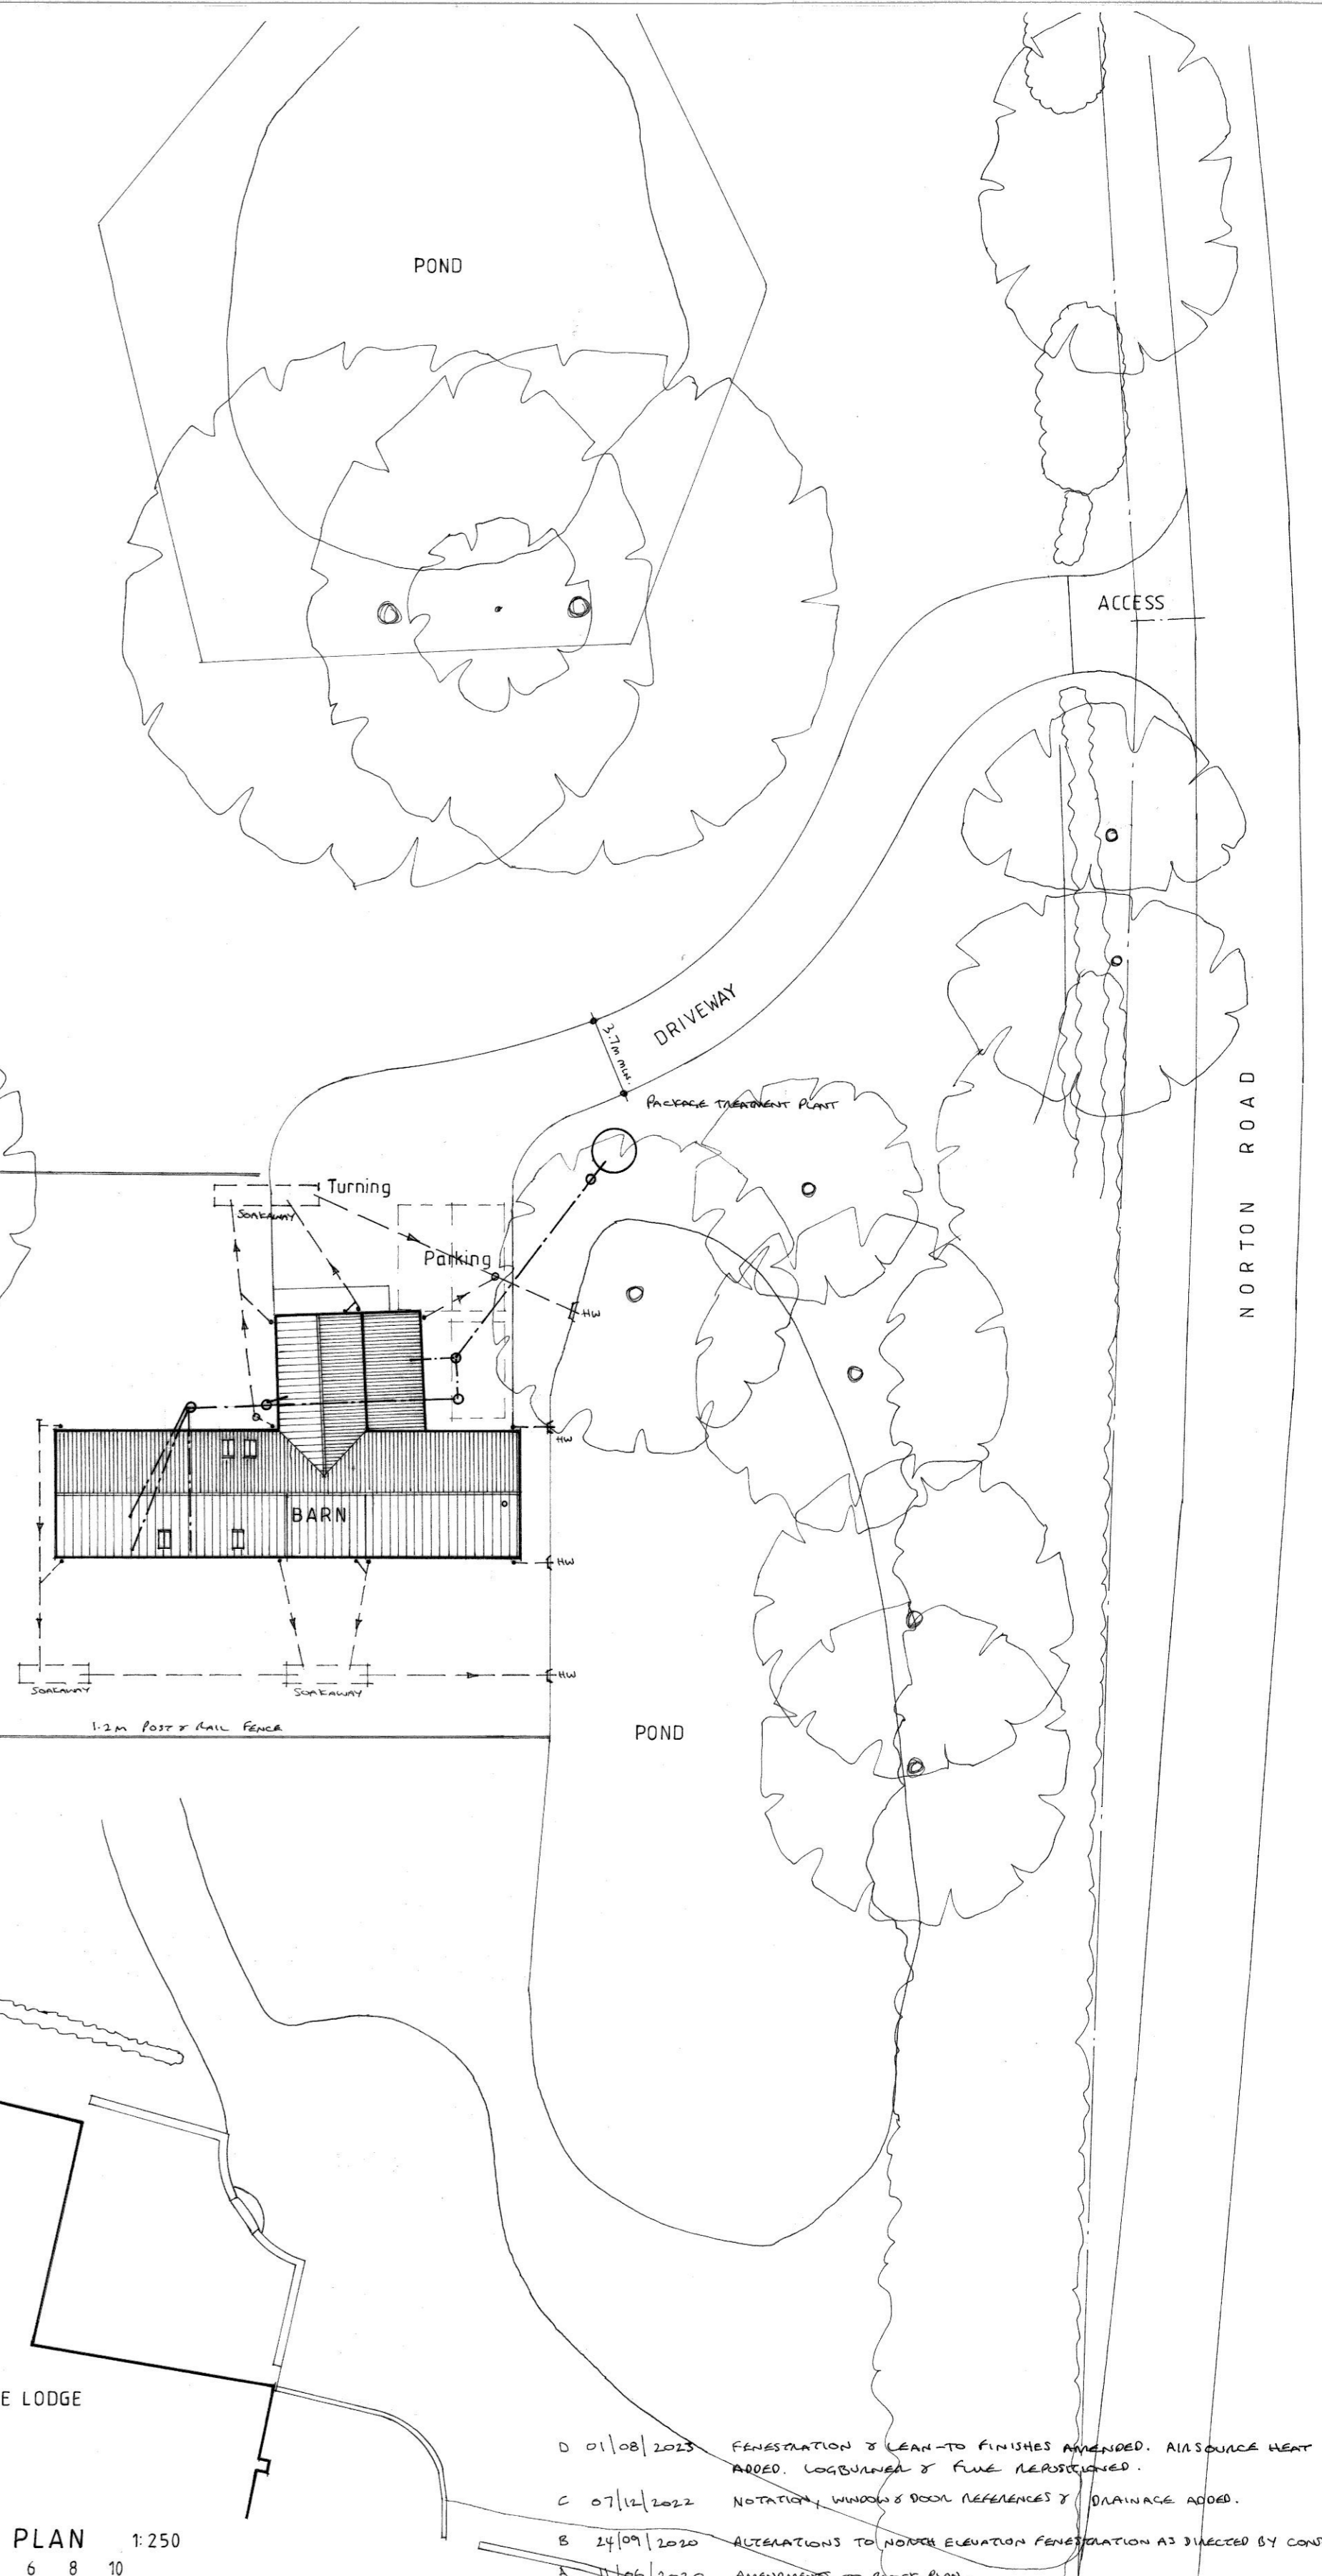 POND
ACCESS
DRIVEWAY
3.7m min.
PACKAGE TREATMENT PLANT
NORTON ROAD
Turning
SOAKAWAY
Parking
HW
HW
BARN
HW
HW
SOAKAWAY
SOAKAWAY
1.2M POST & RAIL FENCE
POND
E LODGE
D 01/08/2023 FENESTRATION & LEAN-TO FINISHES AMENDED. AIRSOURCE HEAT
ADDED. LOGBURNER & FLUE REPOSITIONED.
C 07/12/2022 NOTATION, WINDOW & DOOR REFERENCES & DRAINAGE ADDED.
PLAN 1:250
B 24/09/2020 ALTERATIONS TO NORTH ELEVATION FENESTRATION AS DIRECTED BY CONS
6 8 10